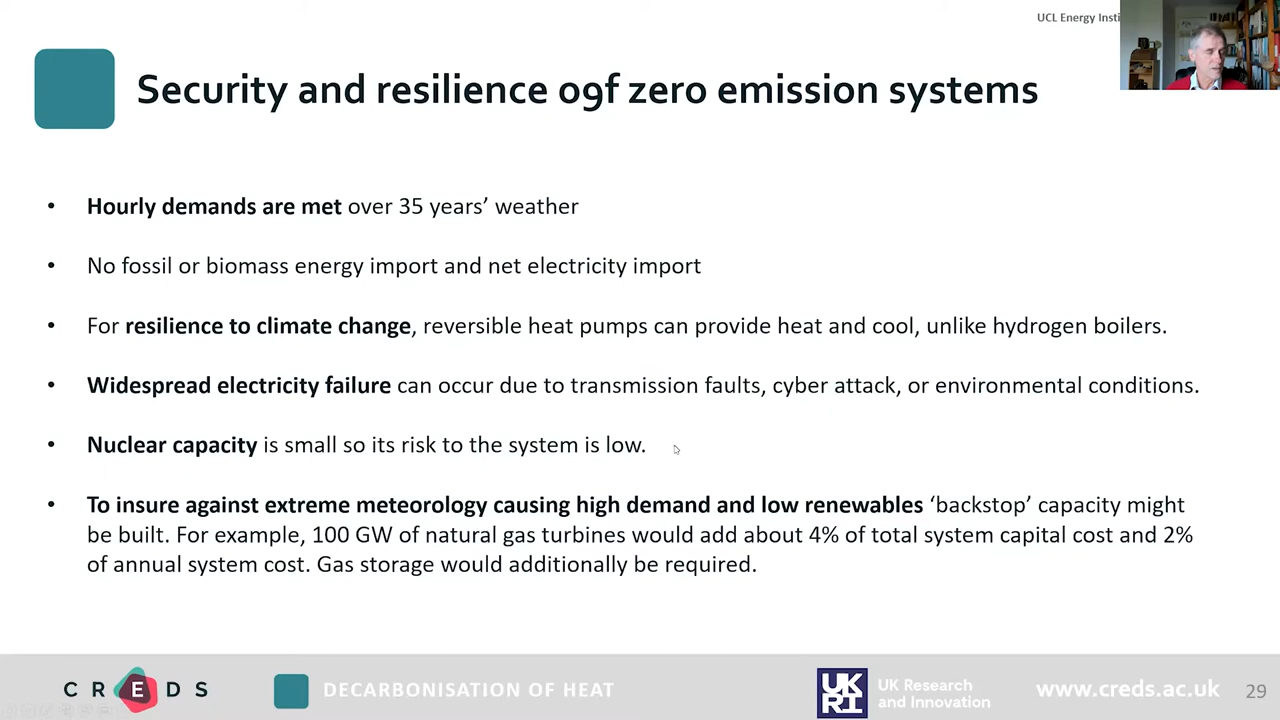 UCL Energy Insti
Security and resilience o9f zero emission systems
• Hourly demands are met over 35 years’ weather
• No fossil or biomass energy import and net electricity import
• For resilience to climate change, reversible heat pumps can provide heat and cool, unlike hydrogen boilers.
• Widespread electricity failure can occur due to transmission faults, cyber attack, or environmental conditions.
• Nuclear capacity is small so its risk to the system is low.
• To insure against extreme meteorology causing high demand and low renewables ‘backstop’ capacity might
be built. For example, 100 GW of natural gas turbines would add about 4% of total system capital cost and 2%
of annual system cost. Gas storage would additionally be required.
CREDS
DECARBONISATION OF HEAT
UK
RI
UK Research
and Innovation
www.creds.ac.uk
29